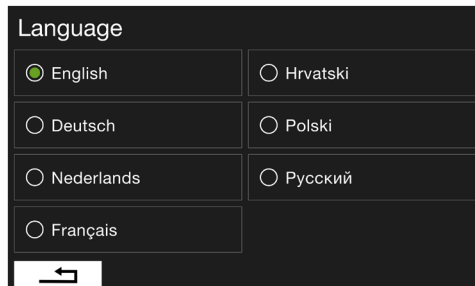 Language
English
Hrvatski
Deutsch
Polski
Nederlands
Русский
Français